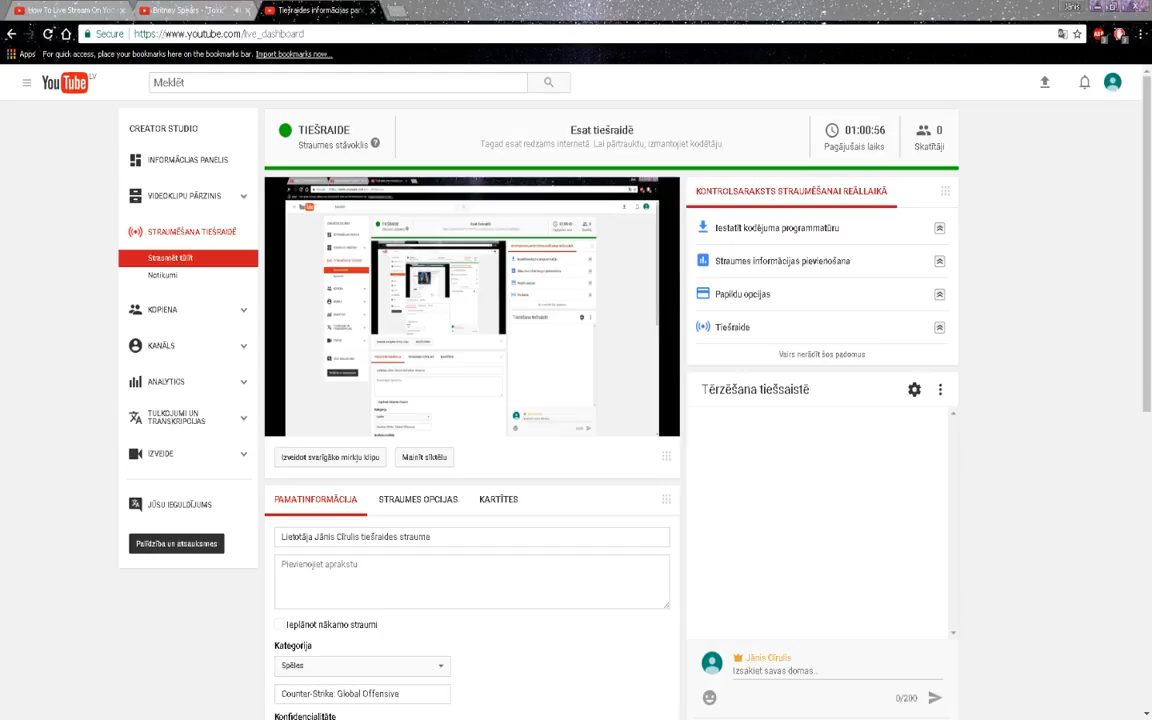 How To Live Stream On You
Britney Spears - Toxic
Tiešraides informācijas pan
Jānis
Secure
https://www.youtube.com/live_dashboard
Apps
For quick access, place your bookmarks here on the bookmarks bar. Import bookmarks now...
YouTube LV
Meklēt
CREATOR STUDIO
INFORMĀCIJAS PANELIS
VIDEOKLIPU PĀRZINIS
STRAUMĒŠANA TIEŠRAIDĒ
Straumēt tūlīt
Notikumi
KOPIENA
KANĀLS
ANALYTICS
TULKOJUMI UN
TRANSKRIPCIJAS
IZVEIDE
JŪSU IEGULDĪJUMS
Palīdzība un atsauksmes
TIEŠRAIDE
Straumes stāvoklis
Esat tiešraidē
Tagad esat redzams internetā. Lai pārtrauktu, izmantojiet kodētāju.
01:00:56
Pagājušais laiks
0
Skatītāji
Izveidot svarīgāko mirkļu klipu
Mainīt sīktēlu
PAMATINFORMĀCIJA
STRAUMES OPCIJAS
KARTĪTES
Lietotāja Jānis Cīrulis tiešraides straume
Pievienojiet aprakstu
Ieplānot nākamo straumi
Kategorija
Spēles
Counter-Strike: Global Offensive
Konfidencialitāte
KONTROLSARAKSTS STRAUMĒŠANAI REĀLLAIKĀ
Iestatīt kodējuma programmatūru
Straumes informācijas pievienošana
Papildu opcijas
Tiešraide
Vairs nerādīt šos padomus
Tērzēšana tiešsaistē
Jānis Cīrulis
Izsakiet savas domas...
0/200